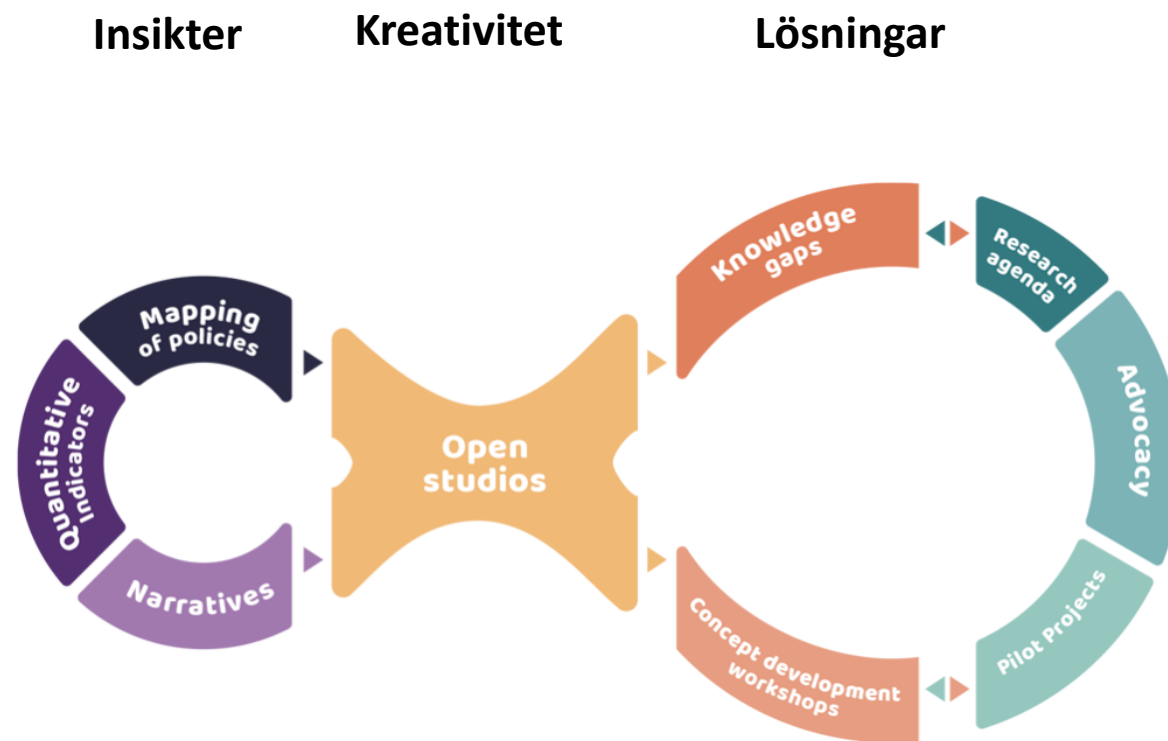 Insikter
Kreativitet
Lösningar
Mapping
of policies
Quantitative
Indicators
Narratives
Open
studios
Knowledge
gaps
Concept development
workshops
Research
agenda
Advocacy
Pilot Projects